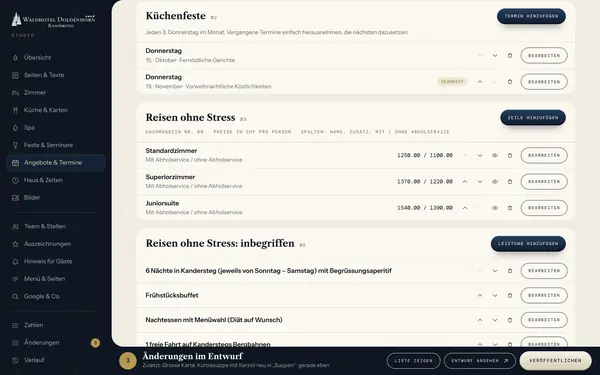 WALDHOTEL DOLDENHORN
KANDERSTEG
STUDIO
Übersicht
Seiten & Texte
Zimmer
Küche & Karten
Spa
Feste & Seminare
Angebote & Termine
Haus & Zeiten
Bilder
Team & Stellen
Auszeichnungen
Hinweis für Gäste
Menü & Seiten
Google & Co.
Zahlen
Änderungen 3
Verlauf
Küchenfeste 02
TERMIN HINZUFÜGEN
Jeden 3. Donnerstag im Monat. Vergangene Termine einfach herausnehmen, die nächsten dazusetzen.
Donnerstag
15. Oktober · Fernöstliche Gerichte
BEARBEITEN
Donnerstag
19. November · Vorweihnachtliche Köstlichkeiten
GEÄNDERT
BEARBEITEN
Reisen ohne Stress 03
ZEILE HINZUFÜGEN
HAUSMAGAZIN NR. 60 · PREISE IN CHF PRO PERSON · SPALTEN: NAME, ZUSATZ, MIT / OHNE ABHOLSERVICE
Standardzimmer
Mit Abholservice / ohne Abholservice
1250.00 / 1100.00
BEARBEITEN
Superiorzimmer
Mit Abholservice / ohne Abholservice
1370.00 / 1220.00
BEARBEITEN
Juniorsuite
Mit Abholservice / ohne Abholservice
1540.00 / 1390.00
BEARBEITEN
Reisen ohne Stress: inbegriffen 05
LEISTUNG HINZUFÜGEN
6 Nächte in Kandersteg (jeweils von Sonntag – Samstag) mit Begrüssungsaperitif
BEARBEITEN
Frühstücksbuffet
BEARBEITEN
Nachtessen mit Menüwahl (Diät auf Wunsch)
BEARBEITEN
1 freie Fahrt auf Kanderstegs Bergbahnen
BEARBEITEN
3
Änderungen im Entwurf
Zuletzt: Grosse Karte: Kürbissuppe mit Kernöl neu in „Suppen“ gerade eben
LISTE ZEIGEN
ENTWURF ANSEHEN
VERÖFFENTLICHEN